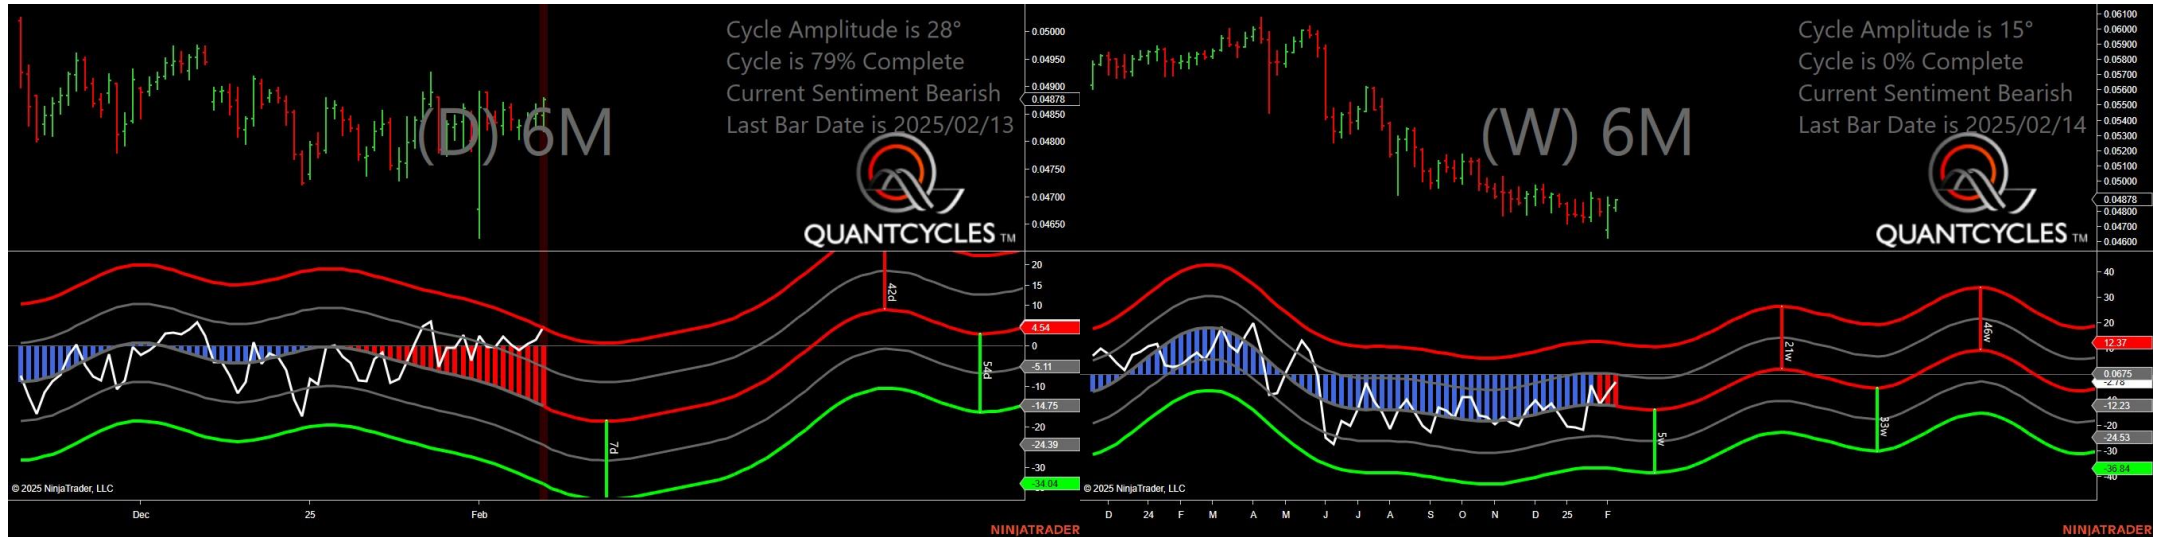 Cycle Amplitude is 28°
Cycle is 79% Complete
Current Sentiment Bearish
Last Bar Date is 2025/02/13
(D) 6M
QUANTCYCLES TM
0.05000
0.04950
0.04900
0.04878
0.04850
0.04800
0.04750
0.04700
0.04650
20
15
10
4.54
0
-5.11
-10
-14.75
-20
-24.39
-30
-34.04
42d
54d
7d
© 2025 NinjaTrader, LLC
Dec
25
Feb
NINJATRADER
Cycle Amplitude is 15°
Cycle is 0% Complete
Current Sentiment Bearish
Last Bar Date is 2025/02/14
(W) 6M
QUANTCYCLES TM
0.06100
0.06000
0.05900
0.05800
0.05700
0.05600
0.05500
0.05400
0.05300
0.05200
0.05100
0.05000
0.04878
0.04800
0.04700
0.04600
40
30
20
12.37
0.0675
-2.78
-12.23
-20
-24.53
-30
-36.84
-40
21w
46w
5w
33w
© 2025 NinjaTrader, LLC
D 24 F M A M J J A S O N D 25 F
NINJATRADER